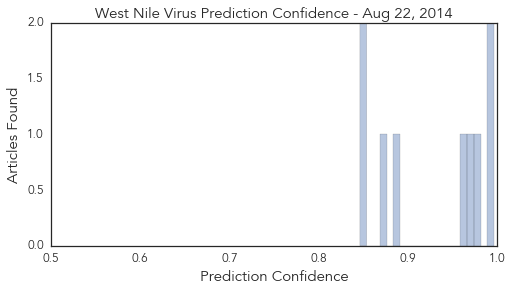 West Nile Virus Prediction Confidence - Aug 22, 2014
2.0
1.5
1.0
0.5
0.0
Articles Found
0.5 0.6 0.7 0.8 0.9 1.0
Prediction Confidence